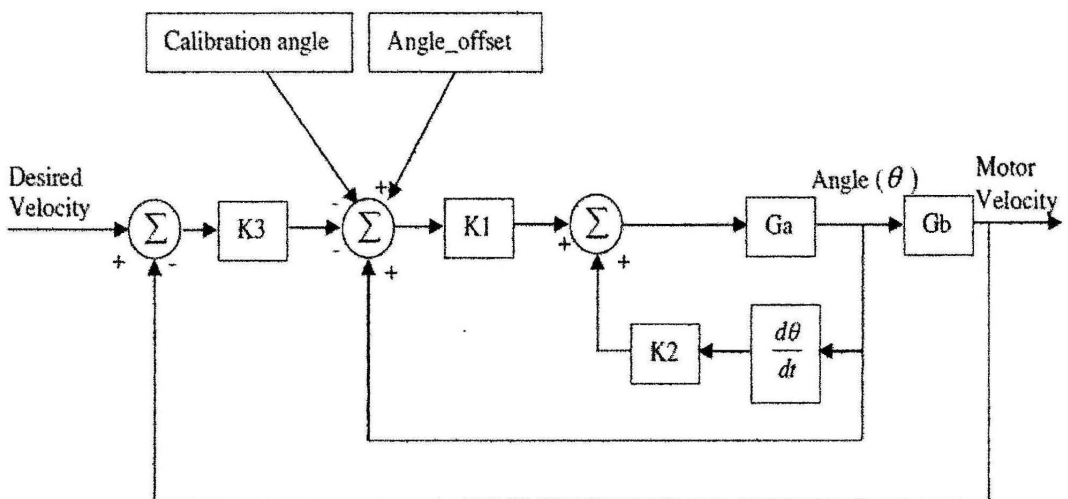 Calibration angle
Angle_offset
Desired
Velocity
Angle (θ)
Motor
Velocity
- +
Σ K3 Σ K1 Σ Ga Gb
+ - - + + +
K2
dθ
dt